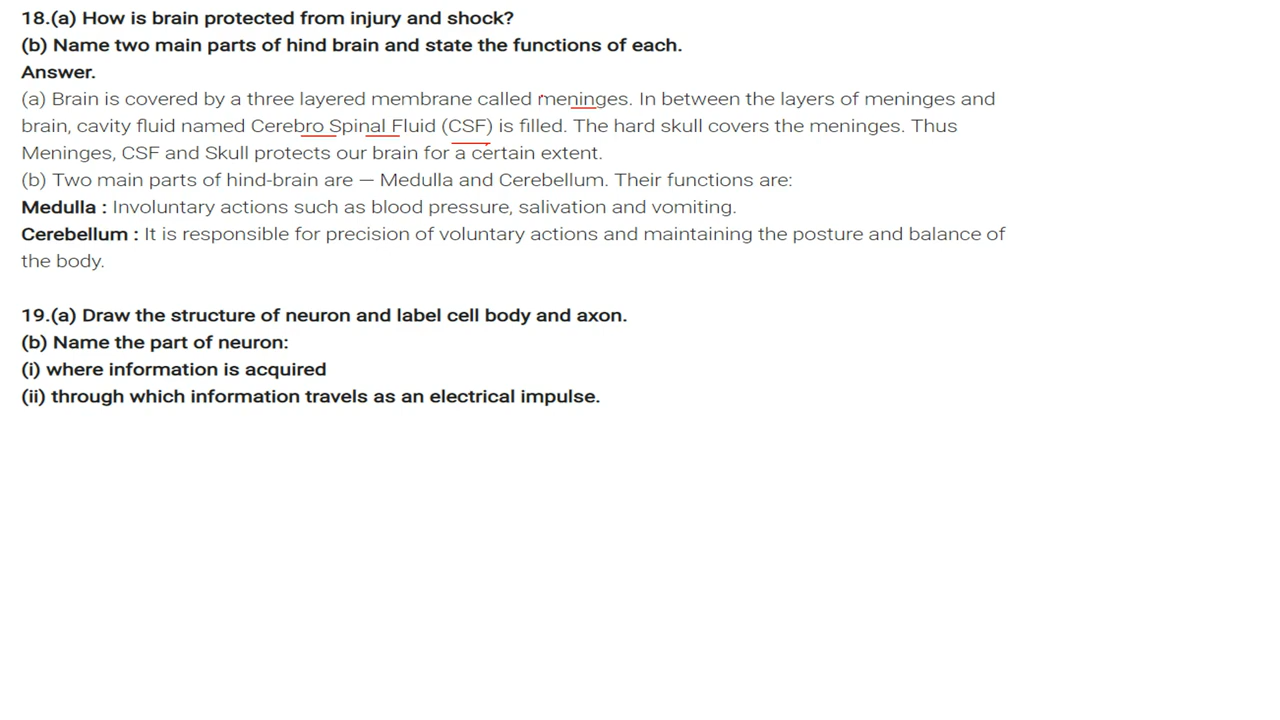 18.(a) How is brain protected from injury and shock?
(b) Name two main parts of hind brain and state the functions of each.
Answer.
(a) Brain is covered by a three layered membrane called meninges. In between the layers of meninges and
brain, cavity fluid named Cerebro Spinal Fluid (CSF) is filled. The hard skull covers the meninges. Thus
Meninges, CSF and Skull protects our brain for a certain extent.
(b) Two main parts of hind-brain are — Medulla and Cerebellum. Their functions are:
Medulla : Involuntary actions such as blood pressure, salivation and vomiting.
Cerebellum : It is responsible for precision of voluntary actions and maintaining the posture and balance of
the body.
19.(a) Draw the structure of neuron and label cell body and axon.
(b) Name the part of neuron:
(i) where information is acquired
(ii) through which information travels as an electrical impulse.